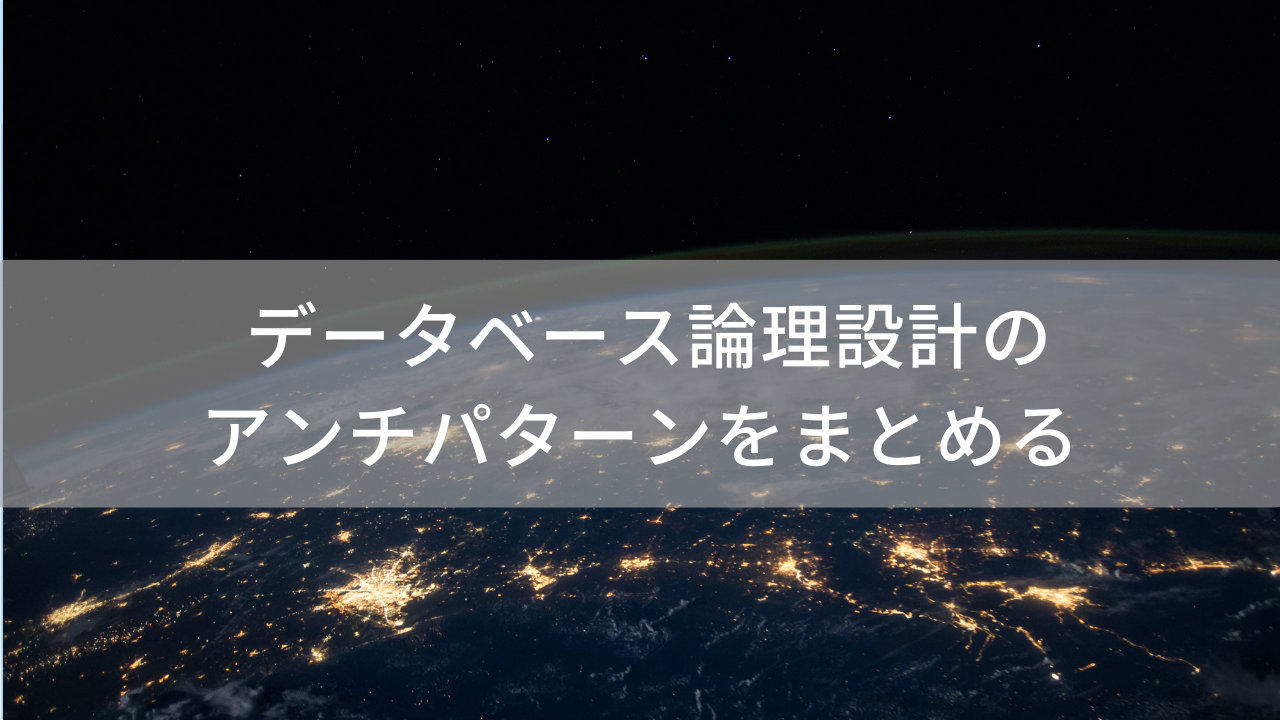 データベース論理設計の
アンチパターンをまとめる